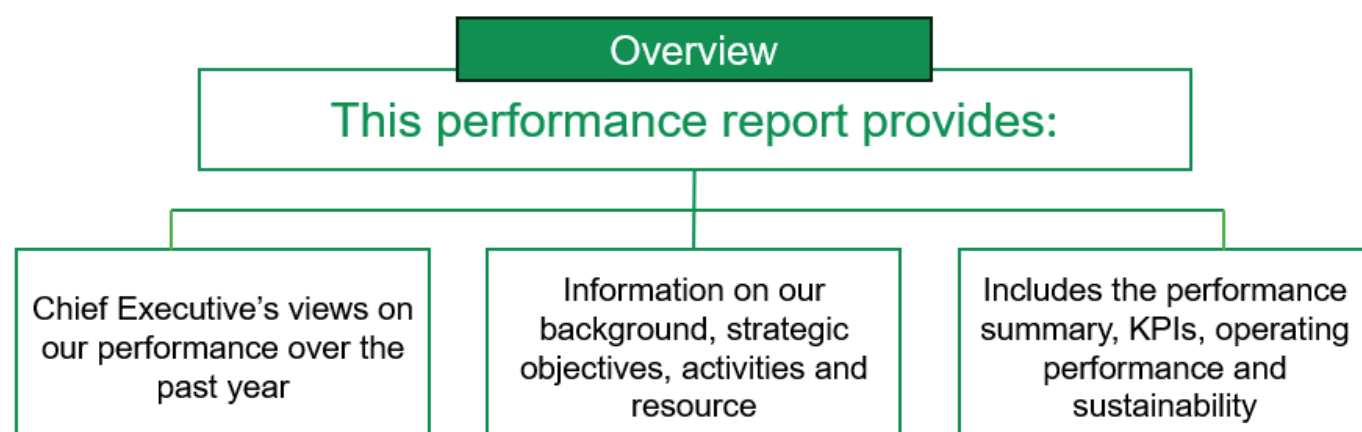 Overview
This performance report provides:
Chief Executive’s views on
our performance over the
past year
Information on our
background, strategic
objectives, activities and
resource
Includes the performance
summary, KPIs, operating
performance and
sustainability